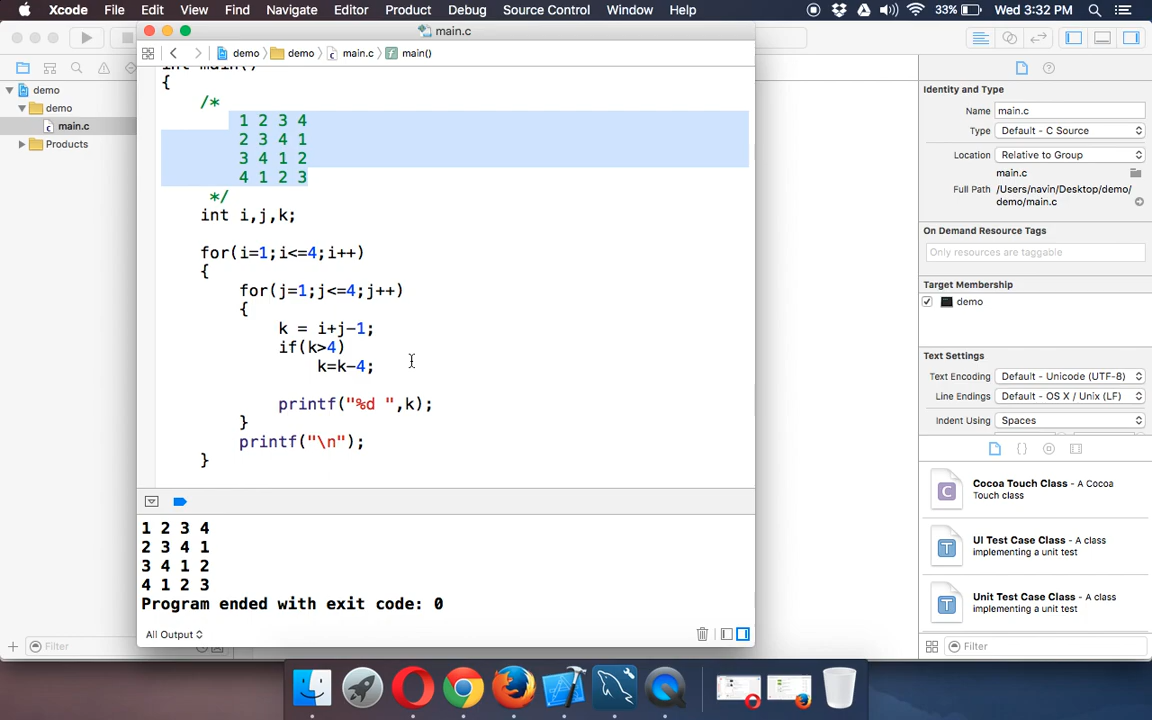 Xcode File Edit View Find Navigate Editor Product Debug Source Control Window Help 33% Wed 3:32 PM
main.c
demo demo main.c main()
demo
demo
main.c
Products
int main()
{
/*
1 2 3 4
2 3 4 1
3 4 1 2
4 1 2 3
*/
int i,j,k;
for(i=1;i<=4;i++)
{
for(j=1;j<=4;j++)
{
k = i+j-1;
if(k>4)
k=k-4;
printf("%d ",k);
}
printf("\n");
}
1 2 3 4
2 3 4 1
3 4 1 2
4 1 2 3
Program ended with exit code: 0
All Output
Filter
Identity and Type
Name main.c
Type Default - C Source
Location Relative to Group
main.c
Full Path /Users/navin/Desktop/demo/
demo/main.c
On Demand Resource Tags
Only resources are taggable
Target Membership
demo
Text Settings
Text Encoding Default - Unicode (UTF-8)
Line Endings Default - OS X / Unix (LF)
Indent Using Spaces
Cocoa Touch Class - A Cocoa
Touch class
UI Test Case Class - A class
implementing a unit test
Unit Test Case Class - A class
implementing a unit test
Filter